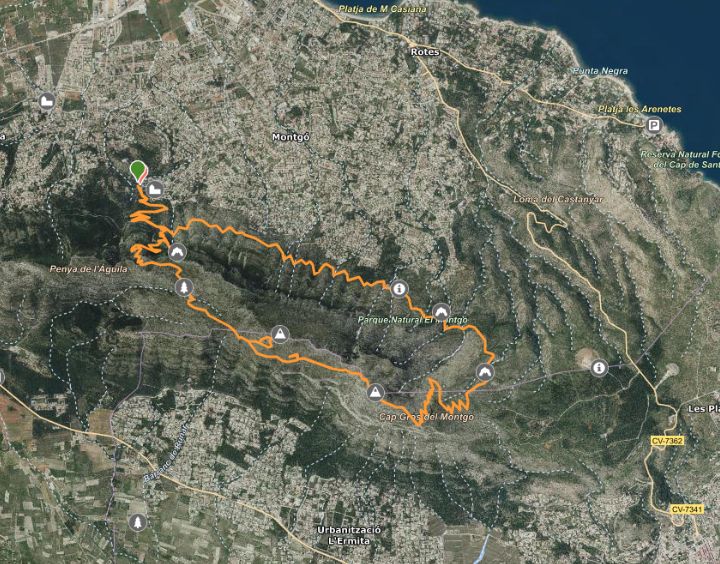 Platja de M Casiana
Rotes
Punta Negra
Platja les Arenetes
P
Montgó
Reserva Natural Fo
del Cap de Sant
Loma del Castanyar
Penya de l'Àguila
Parque Natural El Montgó
Les Pla
Cap Gros del Montgo
CV-7362
CV-7341
Urbanització
L'Ermita